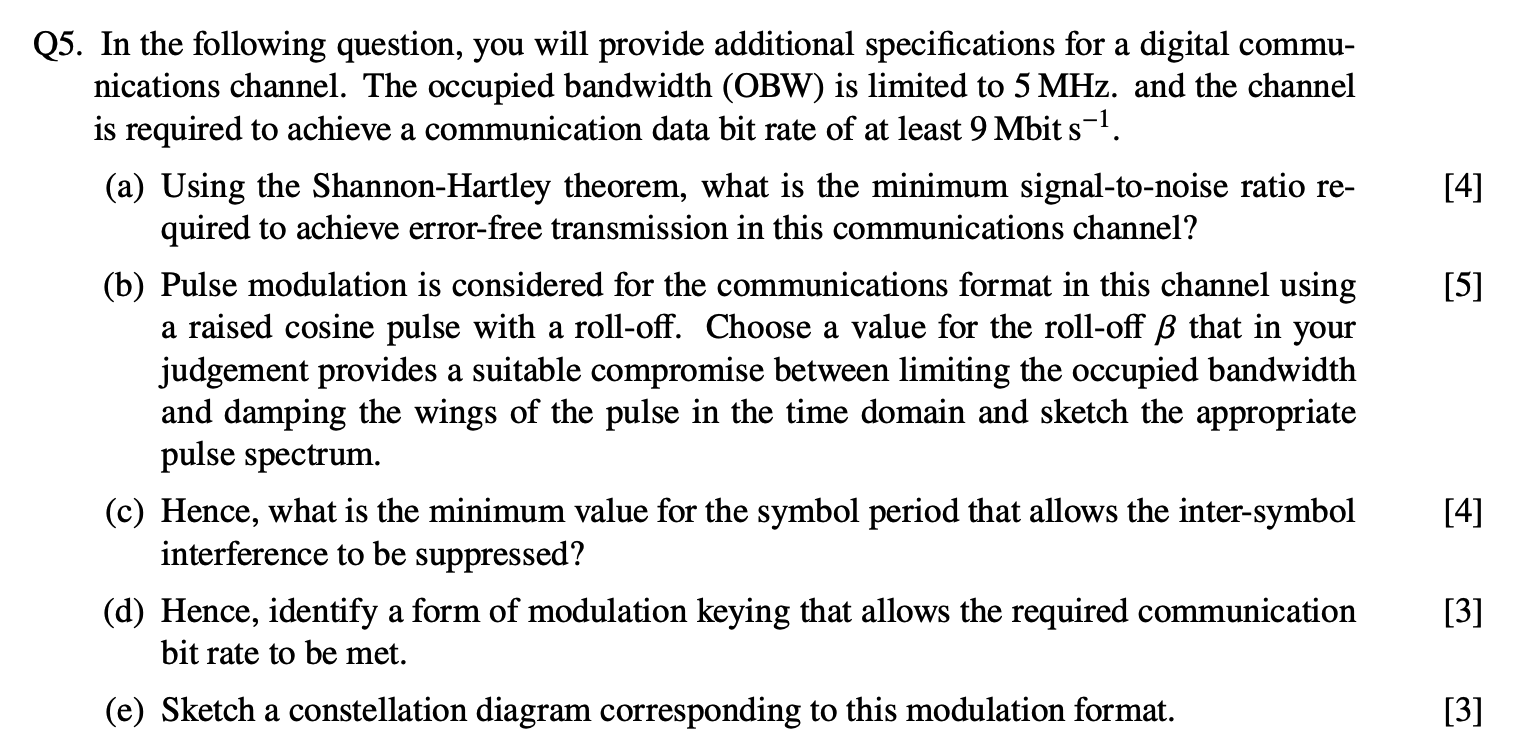 Q5. In the following question, you will provide additional specifications for a digital commu-
nications channel. The occupied bandwidth (OBW) is limited to 5 MHz. and the channel
is required to achieve a communication data bit rate of at least 9 Mbit s⁻¹.
(a) Using the Shannon-Hartley theorem, what is the minimum signal-to-noise ratio re- [4]
quired to achieve error-free transmission in this communications channel?
(b) Pulse modulation is considered for the communications format in this channel using [5]
a raised cosine pulse with a roll-off. Choose a value for the roll-off β that in your
judgement provides a suitable compromise between limiting the occupied bandwidth
and damping the wings of the pulse in the time domain and sketch the appropriate
pulse spectrum.
(c) Hence, what is the minimum value for the symbol period that allows the inter-symbol [4]
interference to be suppressed?
(d) Hence, identify a form of modulation keying that allows the required communication [3]
bit rate to be met.
(e) Sketch a constellation diagram corresponding to this modulation format. [3]